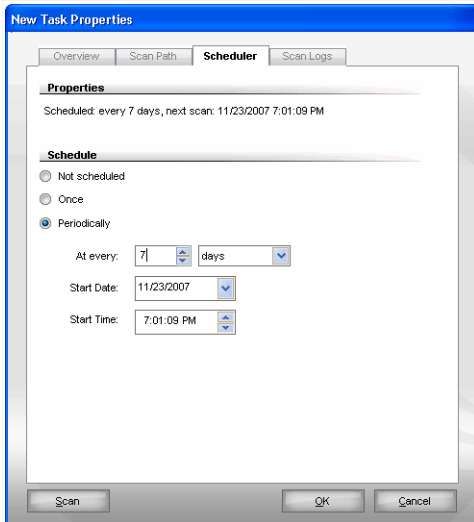 New Task Properties
Overview Scan Path Scheduler Scan Logs
Properties
Scheduled: every 7 days, next scan: 11/23/2007 7:01:09 PM
Schedule
Not scheduled
Once
Periodically
At every: 7 days
Start Date: 11/23/2007
Start Time: 7:01:09 PM
Scan OK Cancel